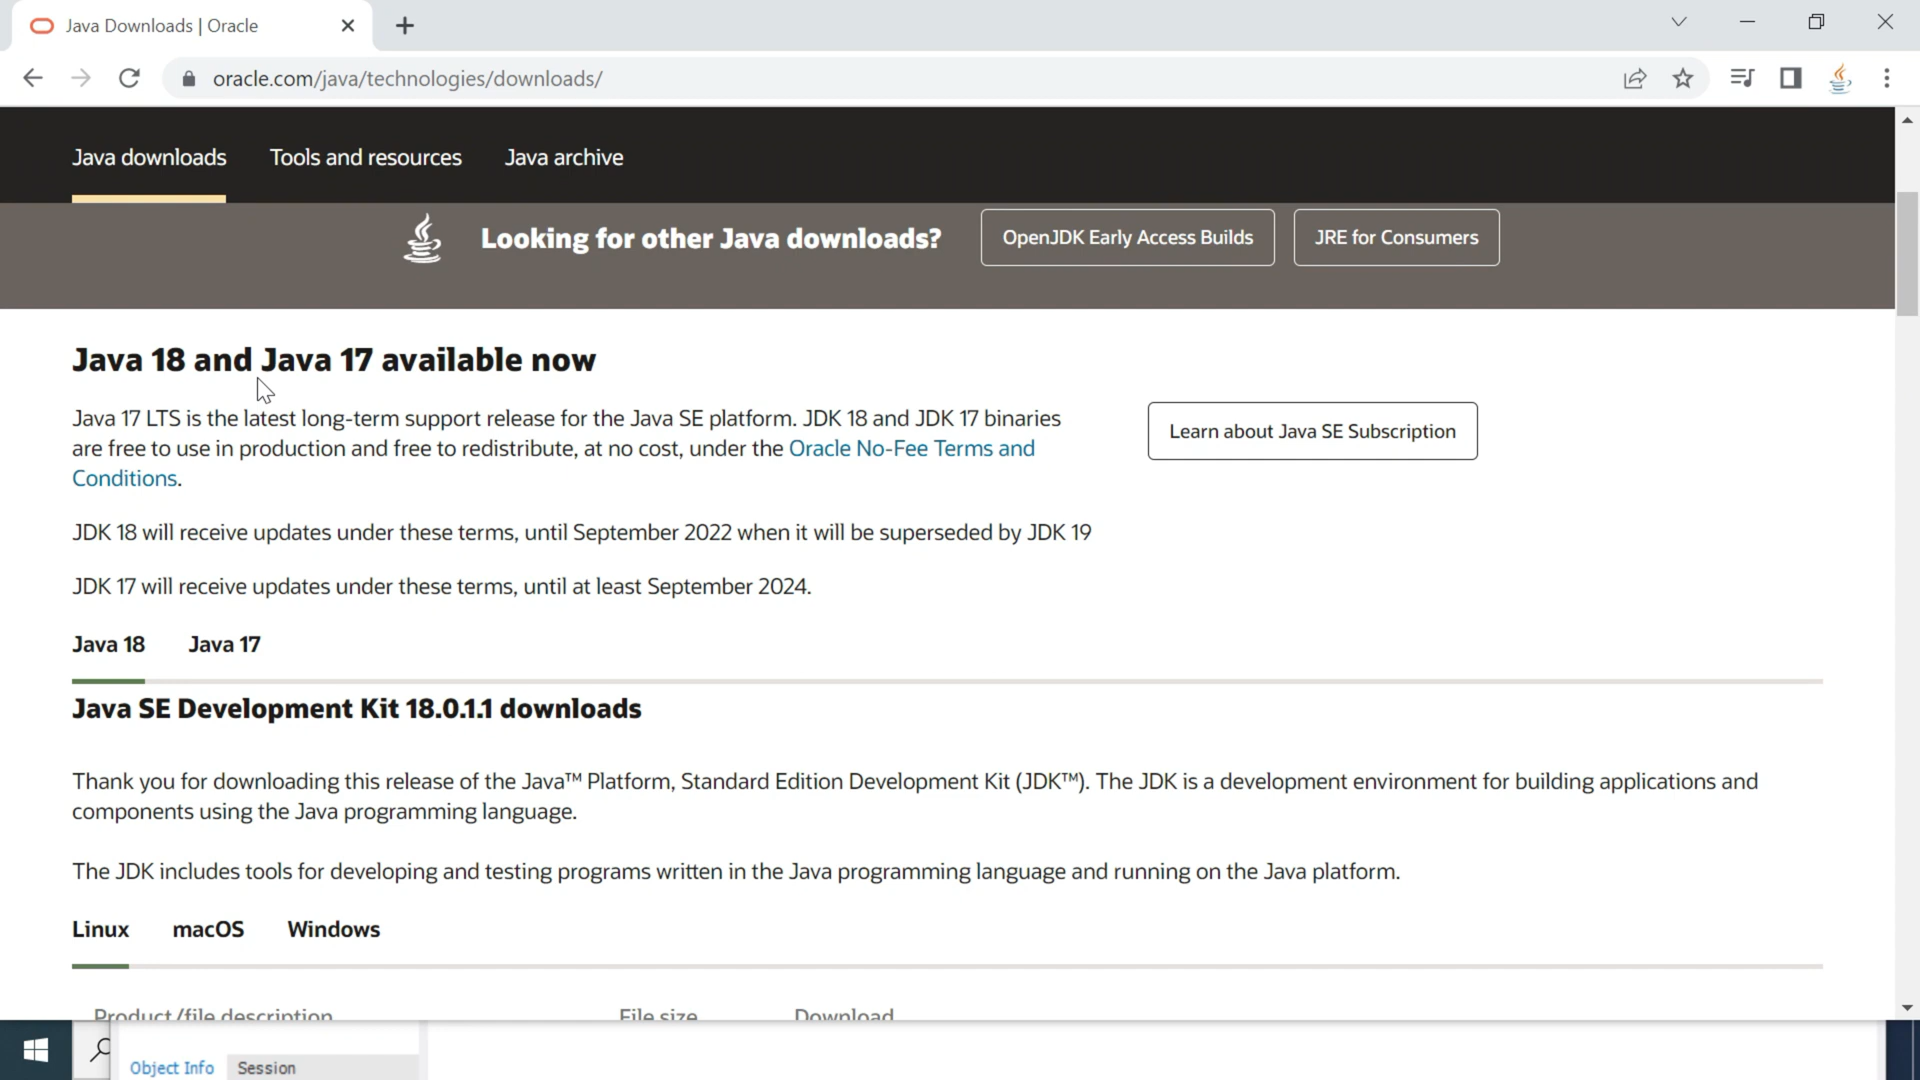 Java Downloads | Oracle
oracle.com/java/technologies/downloads/
Java downloads
Tools and resources
Java archive
Looking for other Java downloads?
OpenJDK Early Access Builds
JRE for Consumers
Java 18 and Java 17 available now
Java 17 LTS is the latest long-term support release for the Java SE platform. JDK 18 and JDK 17 binaries
are free to use in production and free to redistribute, at no cost, under the Oracle No-Fee Terms and
Conditions.
Learn about Java SE Subscription
JDK 18 will receive updates under these terms, until September 2022 when it will be superseded by JDK 19
JDK 17 will receive updates under these terms, until at least September 2024.
Java 18
Java 17
Java SE Development Kit 18.0.1.1 downloads
Thank you for downloading this release of the Java™ Platform, Standard Edition Development Kit (JDK™). The JDK is a development environment for building applications and
components using the Java programming language.
The JDK includes tools for developing and testing programs written in the Java programming language and running on the Java platform.
Linux
macOS
Windows
Product/file description
File size
Download
Object Info
Session